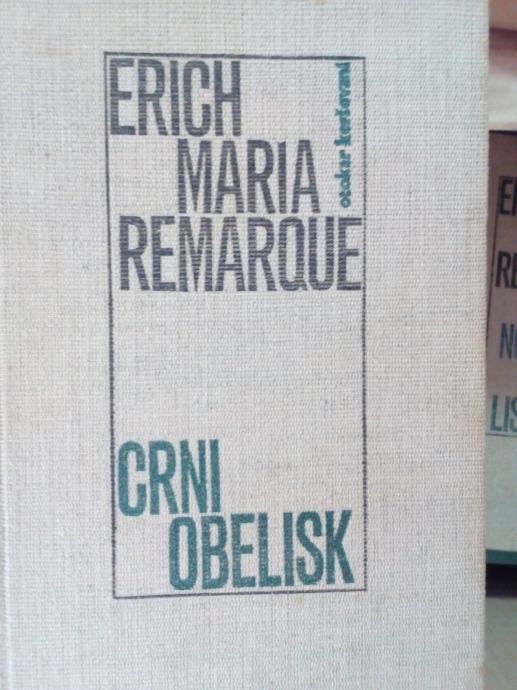 ERICH
MARIA
REMARQUE
otokar keršovani
CRNI
OBELISK